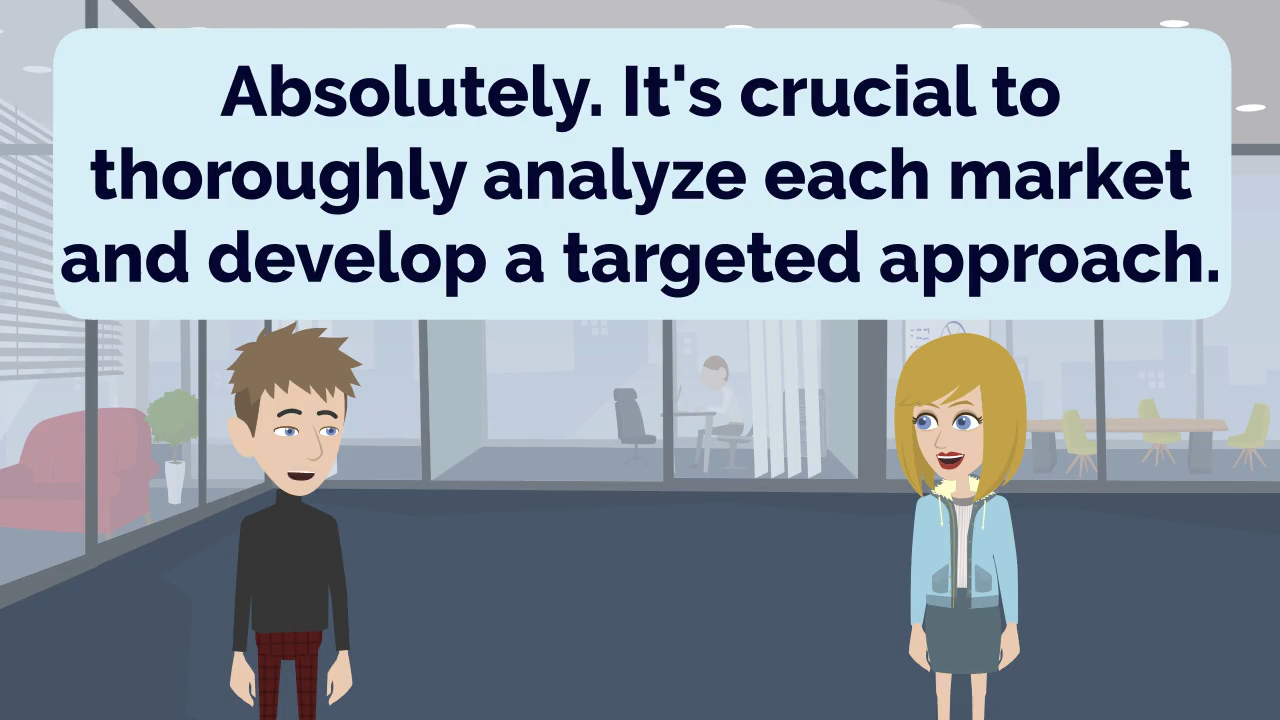 Absolutely. It's crucial to
thoroughly analyze each market
and develop a targeted approach.